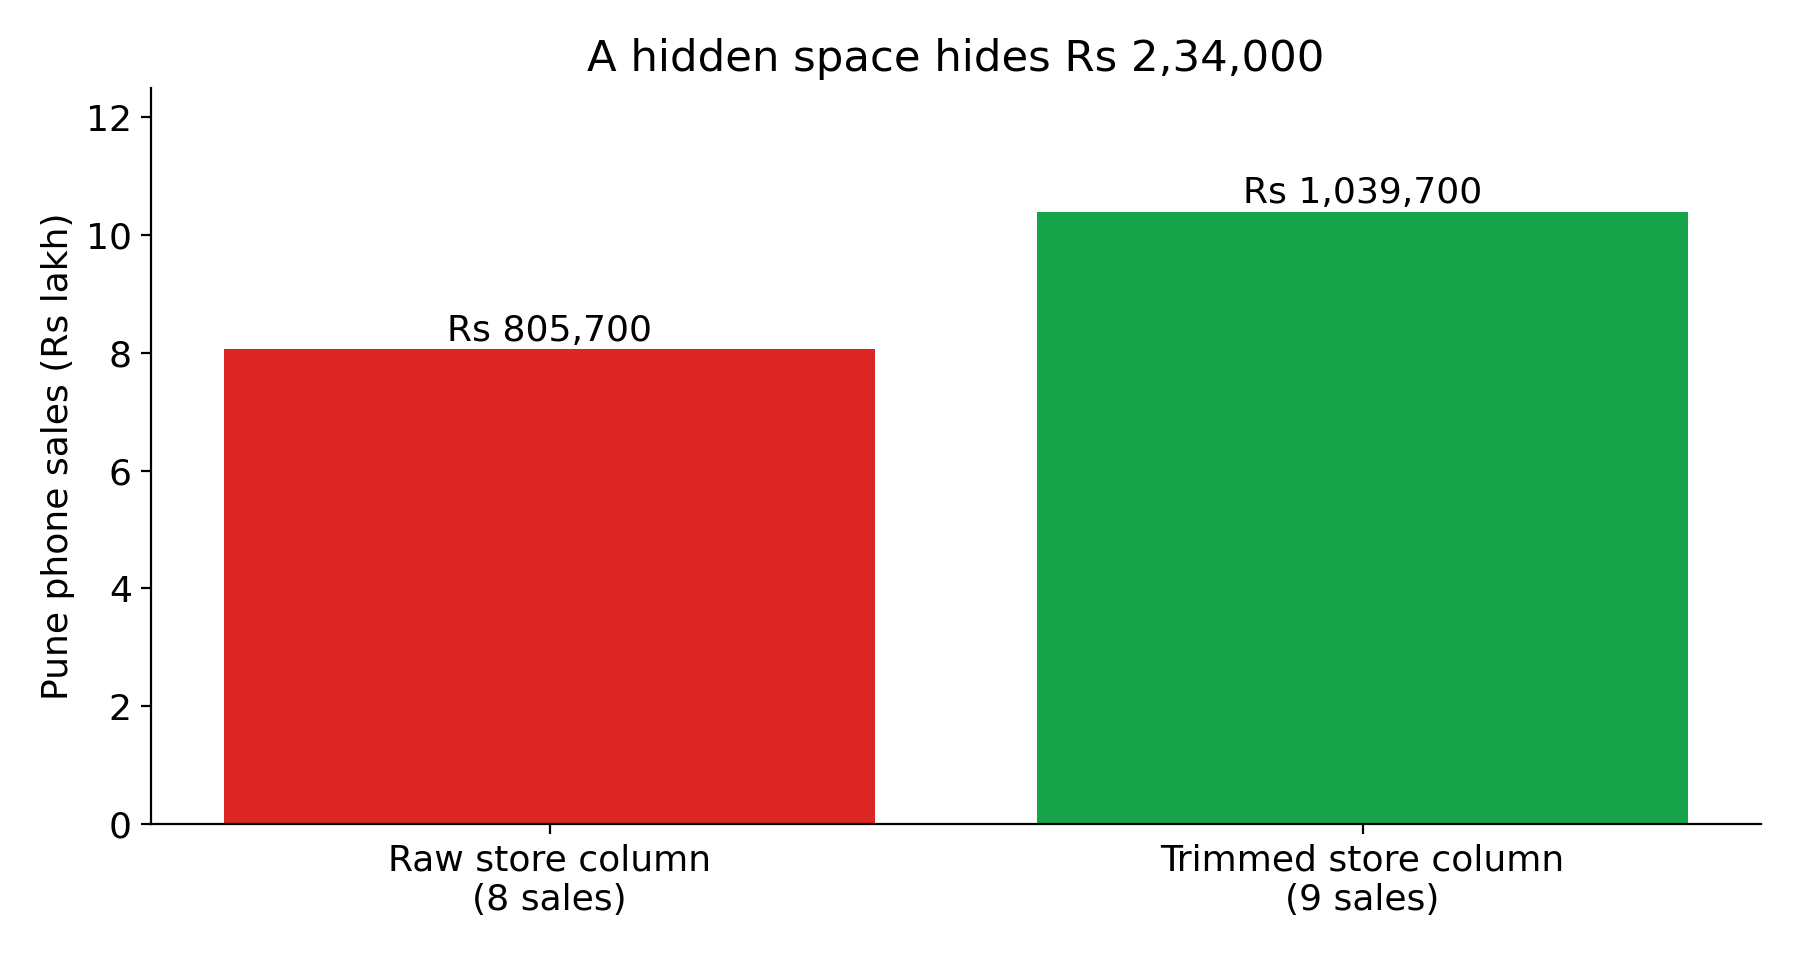 A hidden space hides Rs 2,34,000
Pune phone sales (Rs lakh)
12
10
8
6
4
2
0
Rs 805,700
Rs 1,039,700
Raw store column
(8 sales)
Trimmed store column
(9 sales)